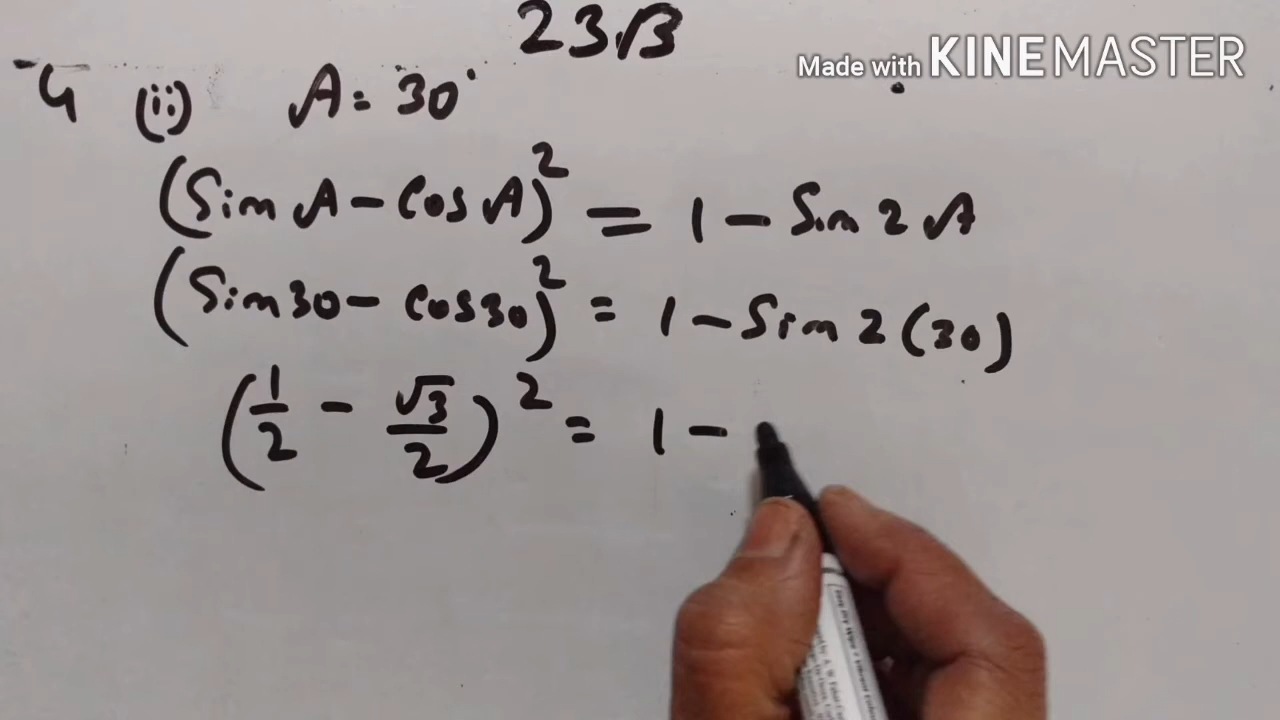 23√3
Made with KINEMASTER
4 (ii) A = 30°
(Sin A − Cos A)² = 1 − Sin 2 A
(Sin 30 − Cos 30)² = 1 − Sin 2 (30)
(1/2 − √3/2)² = 1 −